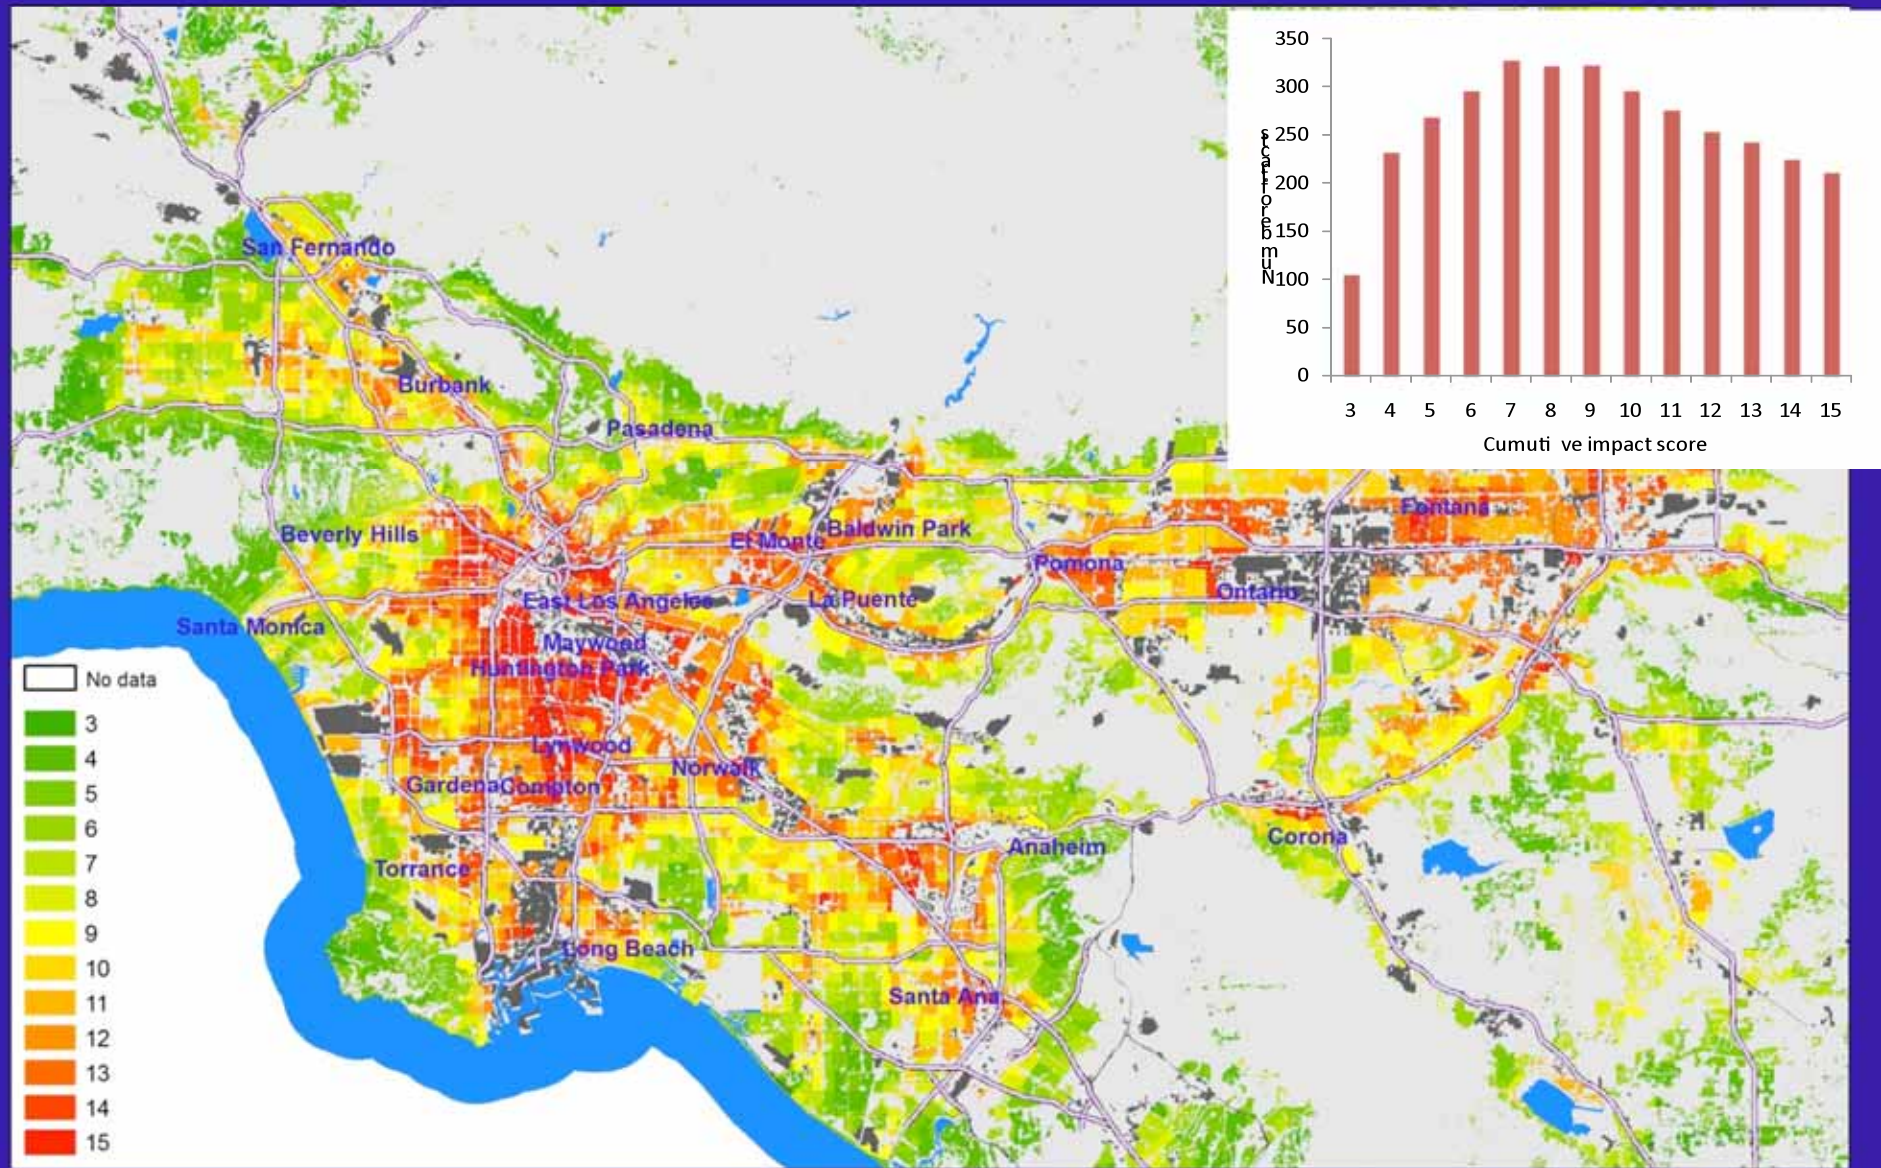 San Fernando
Burbank
Pasadena
Beverly Hills
El Monte
Baldwin Park
Fontana
Pomona
East Los Angeles
La Puente
Ontario
Santa Monica
Maywood
Huntington Park
Lynwood
Norwalk
Gardena
Compton
Torrance
Anaheim
Corona
Long Beach
Santa Ana
No data
3
4
5
6
7
8
9
10
11
12
13
14
15
Number of tracts
350
300
250
200
150
100
50
0
3 4 5 6 7 8 9 10 11 12 13 14 15
Cumuti ve impact score